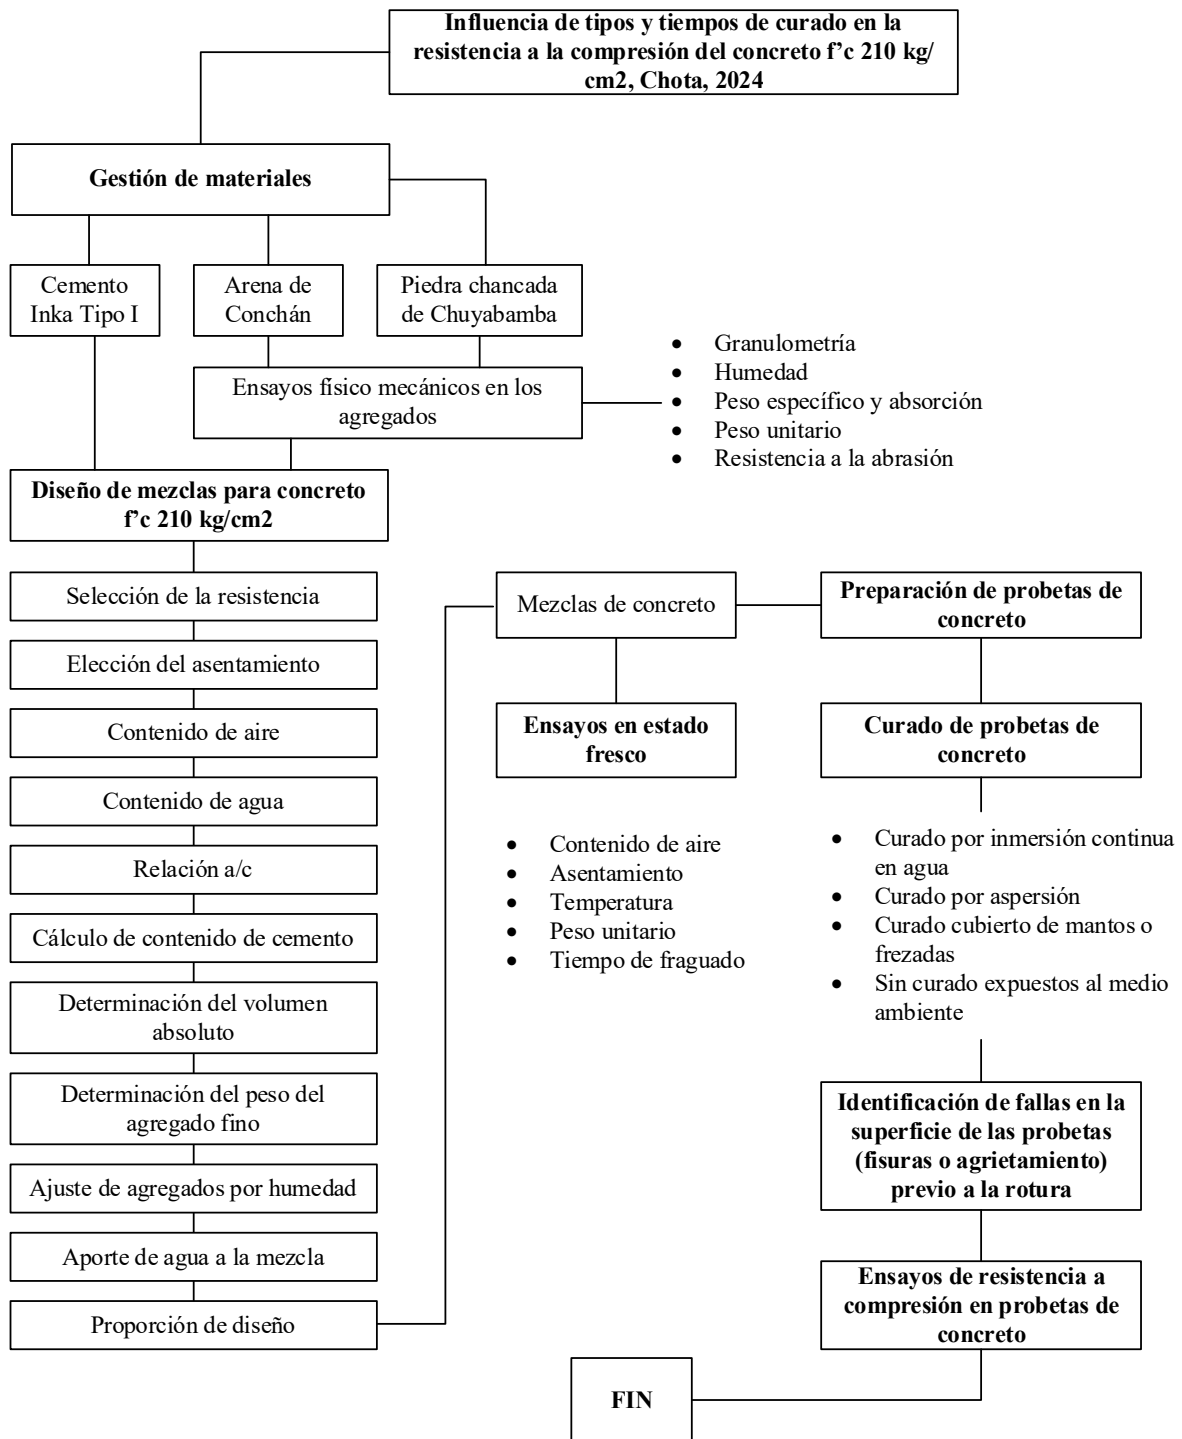 Influencia de tipos y tiempos de curado en la
resistencia a la compresión del concreto f’c 210 kg/
cm2, Chota, 2024
Gestión de materiales
Cemento
Inka Tipo I
Arena de
Conchán
Piedra chancada
de Chuyabamba
Ensayos físico mecánicos en los
agregados
• Granulometría
• Humedad
• Peso específico y absorción
• Peso unitario
• Resistencia a la abrasión
Diseño de mezclas para concreto
f’c 210 kg/cm2
Selección de la resistencia
Elección del asentamiento
Contenido de aire
Contenido de agua
Relación a/c
Cálculo de contenido de cemento
Determinación del volumen
absoluto
Determinación del peso del
agregado fino
Ajuste de agregados por humedad
Aporte de agua a la mezcla
Proporción de diseño
Mezclas de concreto
Ensayos en estado
fresco
• Contenido de aire
• Asentamiento
• Temperatura
• Peso unitario
• Tiempo de fraguado
Preparación de probetas de
concreto
Curado de probetas de
concreto
• Curado por inmersión continua
en agua
• Curado por aspersión
• Curado cubierto de mantos o
frezadas
• Sin curado expuestos al medio
ambiente
Identificación de fallas en la
superficie de las probetas
(fisuras o agrietamiento)
previo a la rotura
Ensayos de resistencia a
compresión en probetas de
concreto
FIN